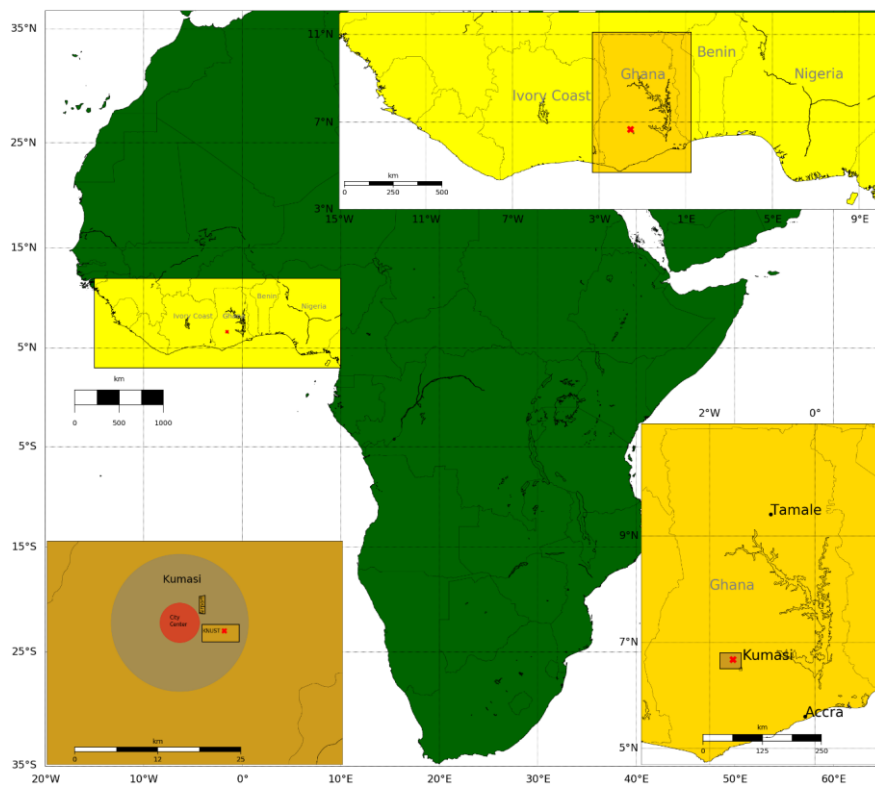 35°N
25°N
15°N
5°N
5°S
15°S
25°S
35°S
20°W
10°W
0°
10°E
20°E
30°E
40°E
50°E
60°E
11°N
7°N
3°N
15°W
11°W
7°W
3°W
1°E
5°E
9°E
Ivory Coast
Ghana
Benin
Nigeria
km
0
250
500
Ivory Coast
Benin
Nigeria
km
0
500
1000
2°W
0°
9°N
7°N
5°N
Tamale
Ghana
Kumasi
Accra
km
0
125
250
Kumasi
City
Center
KNUST
km
0
12
25